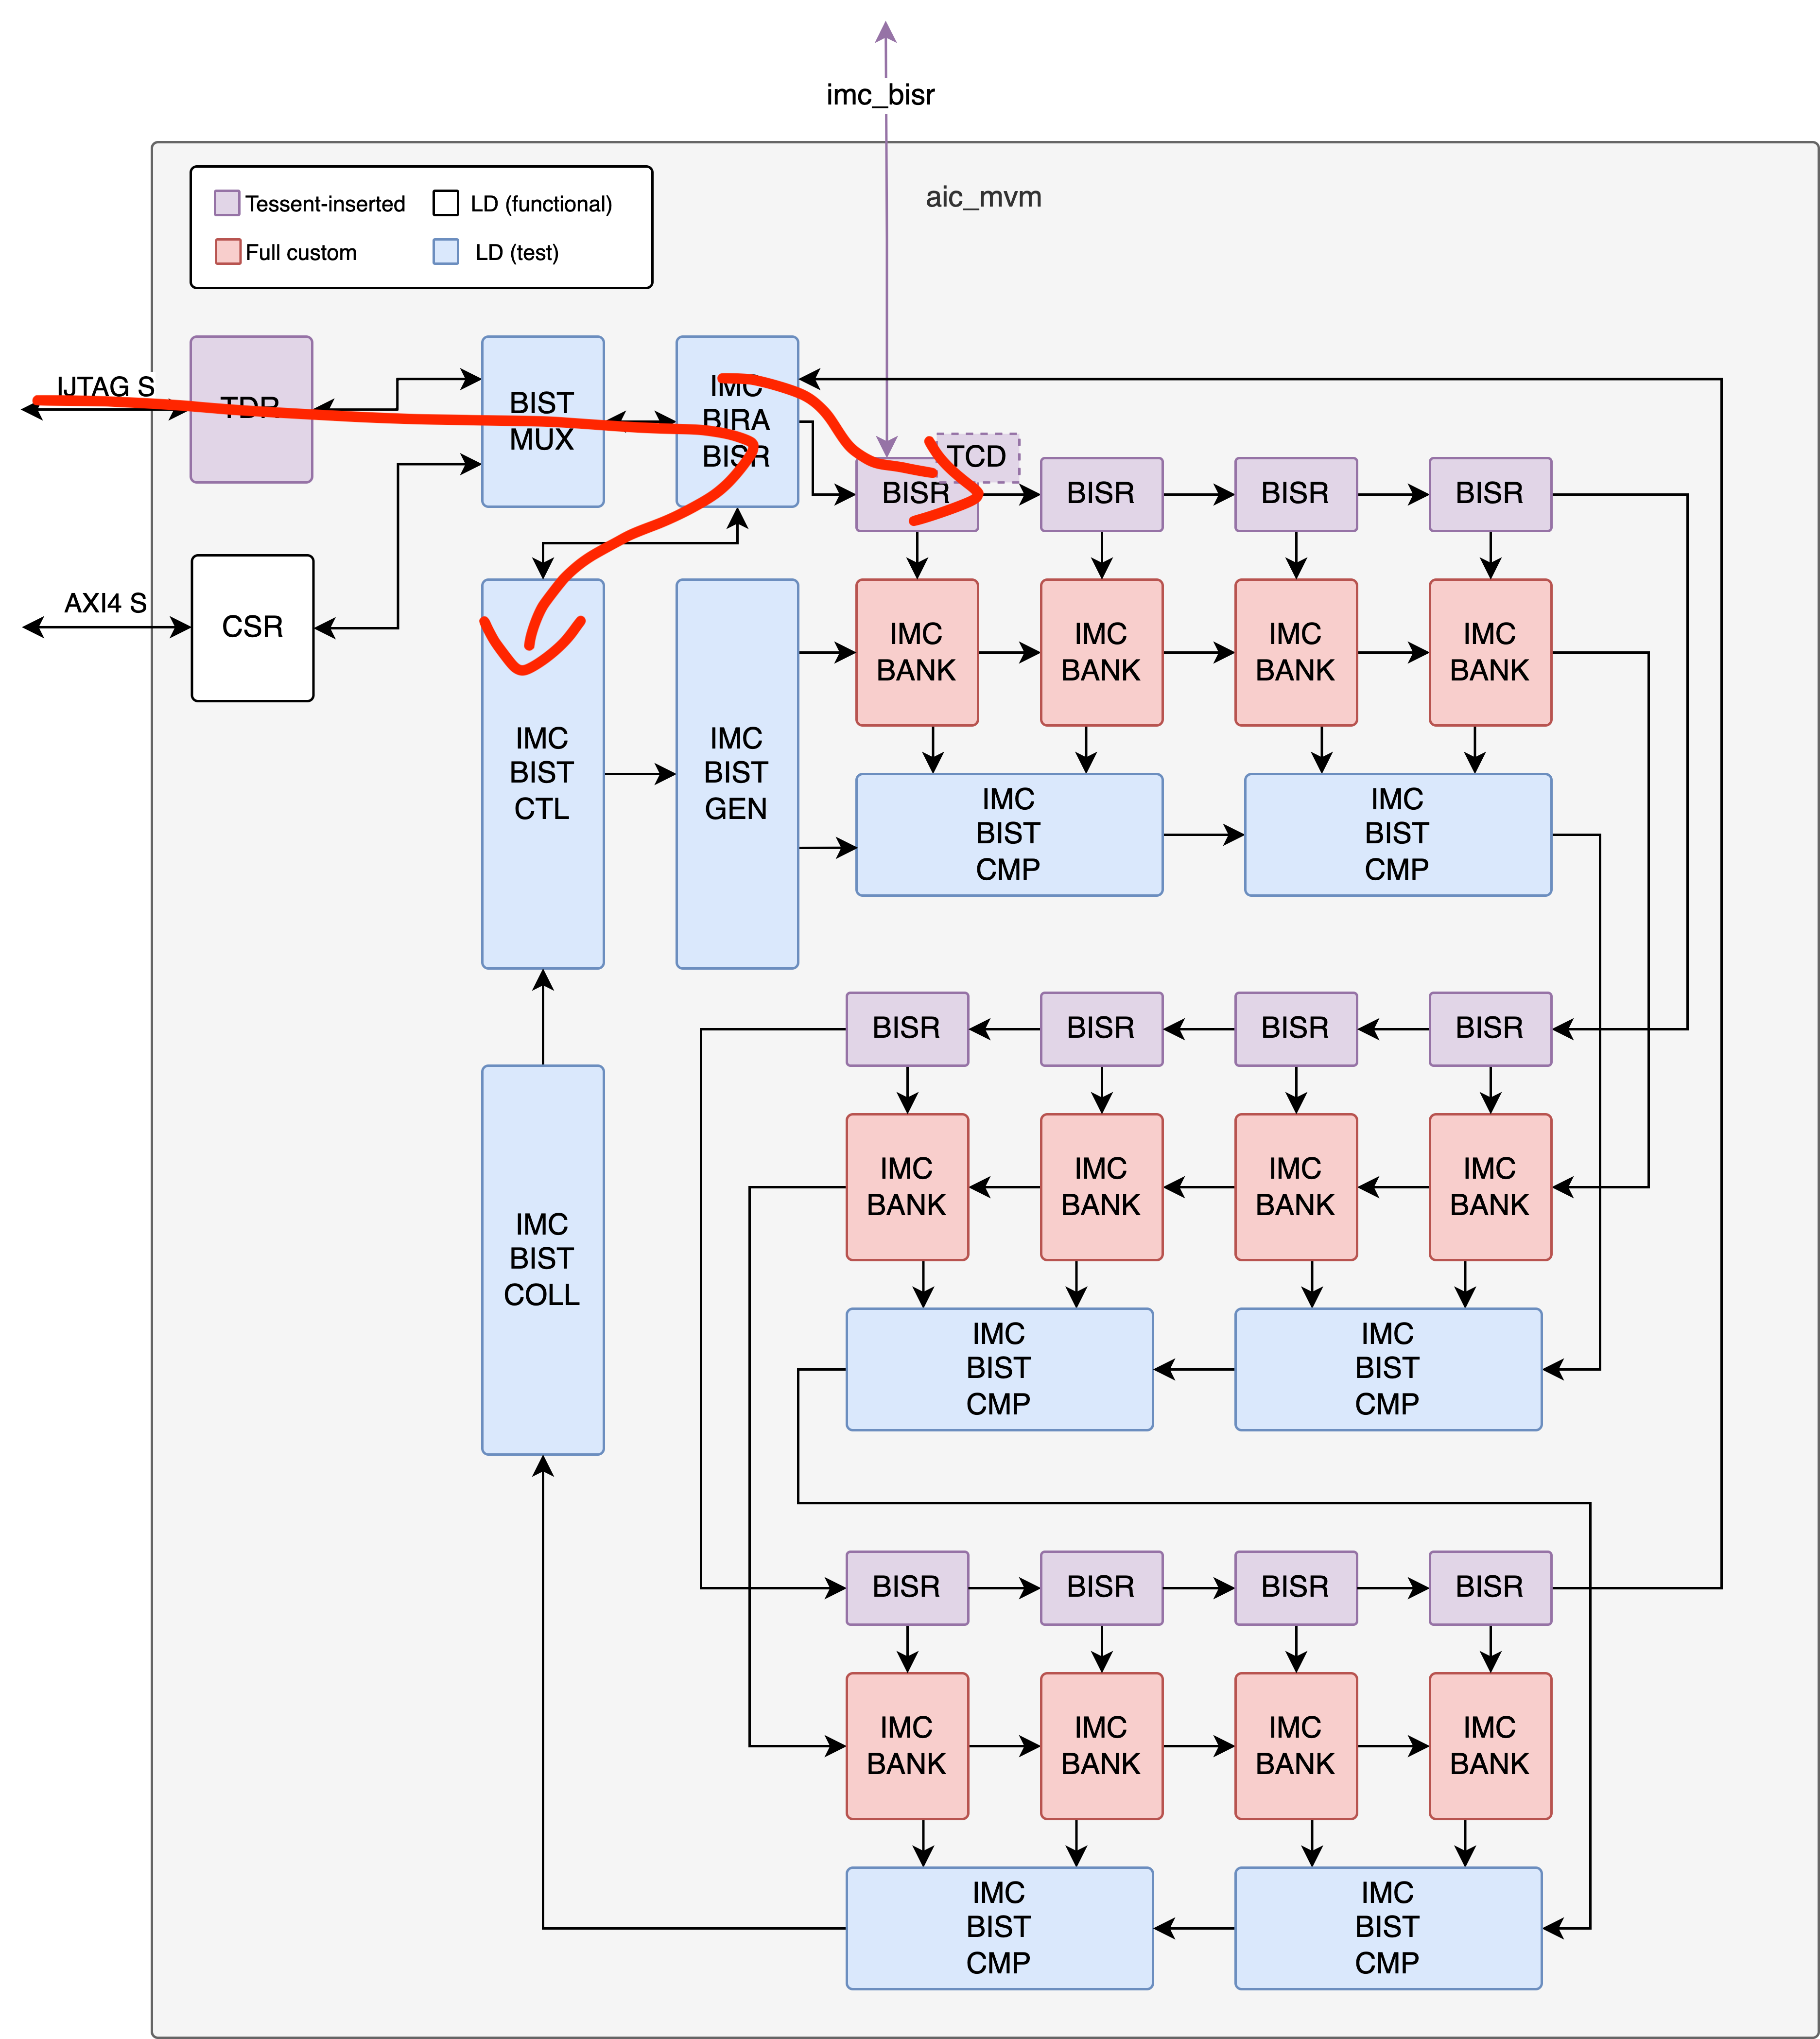 imc_bisr
aic_mvm
Tessent-inserted
LD (functional)
Full custom
LD (test)
IJTAG S
TDR
BIST
MUX
IMC
BIRA
BISR
TCD
BISR
BISR
BISR
BISR
AXI4 S
CSR
IMC
BANK
IMC
BANK
IMC
BANK
IMC
BANK
IMC
BIST
CTL
IMC
BIST
GEN
IMC
BIST
CMP
IMC
BIST
CMP
BISR
BISR
BISR
BISR
IMC
BANK
IMC
BANK
IMC
BANK
IMC
BANK
IMC
BIST
COLL
IMC
BIST
CMP
IMC
BIST
CMP
BISR
BISR
BISR
BISR
IMC
BANK
IMC
BANK
IMC
BANK
IMC
BANK
IMC
BIST
CMP
IMC
BIST
CMP